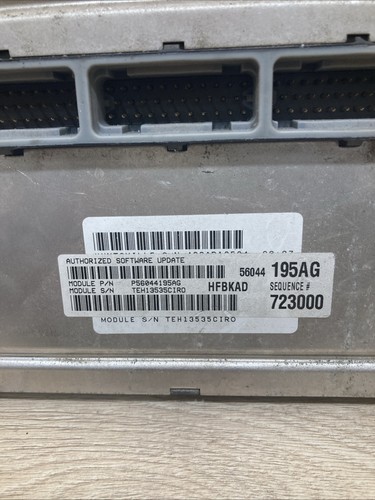 AUTHORIZED SOFTWARE UPDATE
56044 195AG
MODULE P/N P56044195AG
MODULE S/N TEH13535CIRO
HFBKAD
SEQUENCE #
723000
MODULE S/N TEH13535CIRO